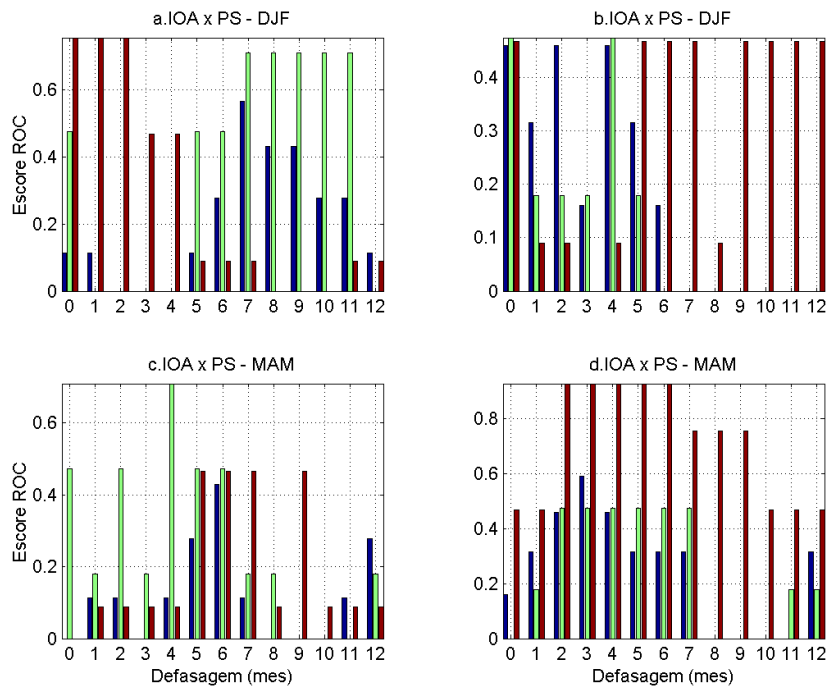 a.IOA x PS - DJF
b.IOA x PS - DJF
Escore ROC
0.6
0.4
0.2
0
0 1 2 3 4 5 6 7 8 9 10 11 12
0.4
0.3
0.2
0.1
0
0 1 2 3 4 5 6 7 8 9 10 11 12
c.IOA x PS - MAM
d.IOA x PS - MAM
Escore ROC
0.6
0.4
0.2
0
0 1 2 3 4 5 6 7 8 9 10 11 12
Defasagem (mes)
0.8
0.6
0.4
0.2
0
0 1 2 3 4 5 6 7 8 9 10 11 12
Defasagem (mes)